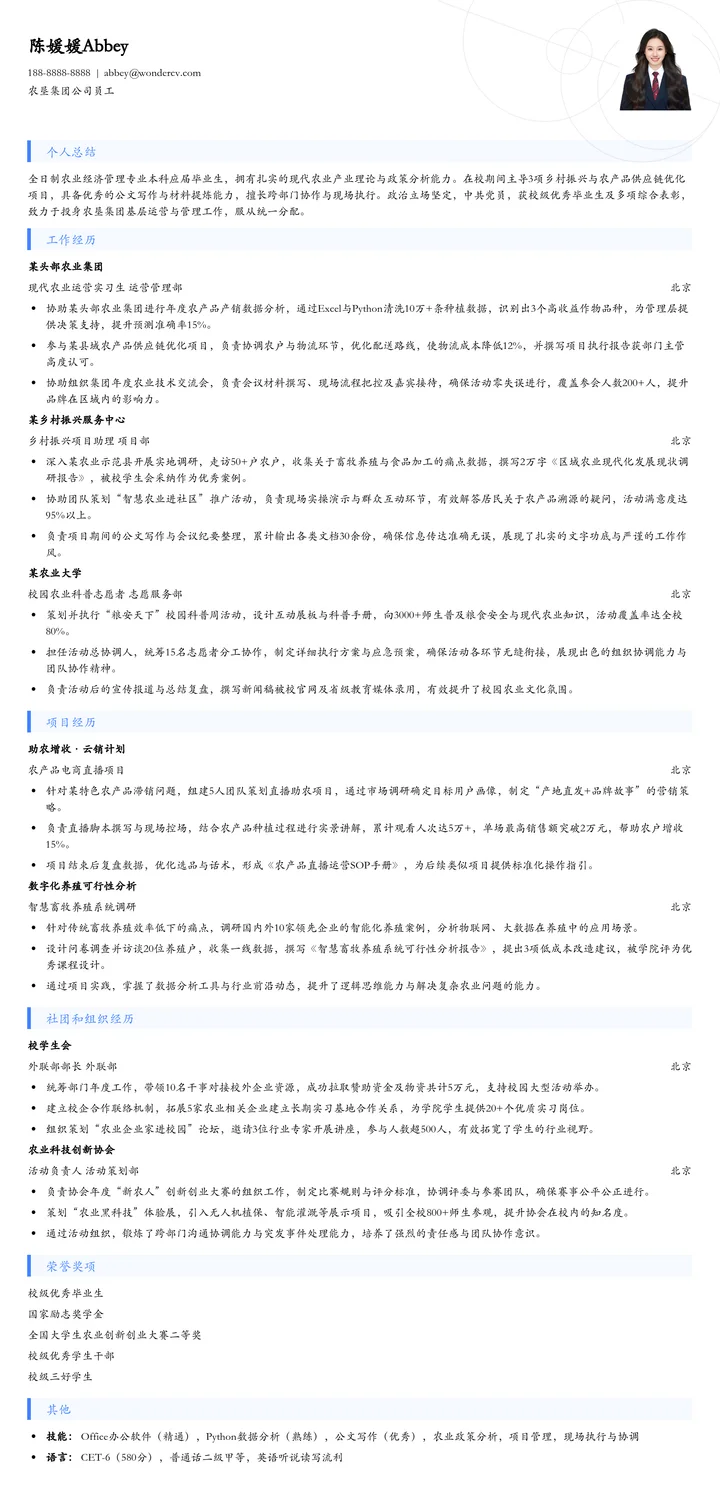 陈媛媛Abbey
188-8888-8888 | abbey@wondercv.com
农垦集团公司员工
个人总结
全日制农业经济管理专业本科应届毕业生，拥有扎实的现代农业产业理论与政策分析能力。在校期间主导3项乡村振兴与农产品供应链优化
项目，具备优秀的公文写作与材料提炼能力，擅长跨部门协作与现场执行。政治立场坚定，中共党员，获校级优秀毕业生及多项综合表彰，
致力于投身农垦集团基层运营与管理工作，服从统一分配。
工作经历
某头部农业集团
现代农业运营实习生 运营管理部 北京
• 协助某头部农业集团进行年度农产品产销数据分析，通过Excel与Python清洗10万+条种植数据，识别出3个高收益作物品种，为管理层提
供决策支持，提升预测准确率15%。
• 参与某县域农产品供应链优化项目，负责协调农户与物流环节，优化配送路线，使物流成本降低12%，并撰写项目执行报告获部门主管
高度认可。
• 协助组织集团年度农业技术交流会，负责会议材料撰写、现场流程把控及嘉宾接待，确保活动零失误进行，覆盖参会人数200+人，提升
品牌在区域内的影响力。
某乡村振兴服务中心
乡村振兴项目助理 项目部 北京
• 深入某农业示范县开展实地调研，走访50+户农户，收集关于畜牧养殖与食品加工的痛点数据，撰写2万字《区域农业现代化发展现状调
研报告》，被校学生会采纳作为优秀案例。
• 协助团队策划“智慧农业进社区”推广活动，负责现场实操演示与群众互动环节，有效解答居民关于农产品溯源的疑问，活动满意度达
95%以上。
• 负责项目期间的公文写作与会议纪要整理，累计输出各类文档30余份，确保信息传达准确无误，展现了扎实的文字功底与严谨的工作作
风。
某农业大学
校园农业科普志愿者 志愿服务部 北京
• 策划并执行“粮安天下”校园科普周活动，设计互动展板与科普手册，向3000+师生普及粮食安全与现代农业知识，活动覆盖率达全校
80%。
• 担任活动总协调人，统筹15名志愿者分工协作，制定详细执行方案与应急预案，确保活动各环节无缝衔接，展现出色的组织协调能力与
团队协作精神。
• 负责活动后的宣传报道与总结复盘，撰写新闻稿被校官网及省级教育媒体录用，有效提升了校园农业文化氛围。
项目经历
助农增收 · 云销计划
农产品电商直播项目 北京
• 针对某特色农产品滞销问题，组建5人团队策划直播助农项目，通过市场调研确定目标用户画像，制定“产地直发+品牌故事”的营销策
略。
• 负责直播脚本撰写与现场控场，结合农产品种植过程进行实景讲解，累计观看人次达5万+，单场最高销售额突破2万元，帮助农户增收
15%。
• 项目结束后复盘数据，优化选品与话术，形成《农产品直播运营SOP手册》，为后续类似项目提供标准化操作指引。
数字化养殖可行性分析
智慧畜牧养殖系统调研 北京
• 针对传统畜牧养殖效率低下的痛点，调研国内外10家领先企业的智能化养殖案例，分析物联网、大数据在养殖中的应用场景。
• 设计问卷调查并访谈20位养殖户，收集一线数据，撰写《智慧畜牧养殖系统可行性分析报告》，提出3项低成本改造建议，被学院评为优
秀课程设计。
• 通过项目实践，掌握了数据分析工具与行业前沿动态，提升了逻辑思维能力与解决复杂农业问题的能力。
社团和组织经历
校学生会
外联部部长 外联部 北京
• 统筹部门年度工作，带领10名干事对接校外企业资源，成功拉取赞助资金及物资共计5万元，支持校园大型活动举办。
• 建立校企合作联络机制，拓展5家农业相关企业建立长期实习基地合作关系，为学院学生提供20+个优质实习岗位。
• 组织策划“农业企业家进校园”论坛，邀请3位行业专家开展讲座，参与人数超500人，有效拓宽了学生的行业视野。
农业科技创新协会
活动负责人 活动策划部 北京
• 负责协会年度“新农人”创新创业大赛的组织工作，制定比赛规则与评分标准，协调评委与参赛团队，确保赛事公平公正进行。
• 策划“农业黑科技”体验展，引入无人机植保、智能灌溉等展示项目，吸引全校800+师生参观，提升协会在校内的知名度。
• 通过活动组织，锻炼了跨部门沟通协调能力与突发事件处理能力，培养了强烈的责任感与团队协作意识。
荣誉奖项
校级优秀毕业生
国家励志奖学金
全国大学生农业创新创业大赛二等奖
校级优秀学生干部
校级三好学生
其他
• 技能： Office办公软件（精通），Python数据分析（熟练），公文写作（优秀），农业政策分析，项目管理，现场执行与协调
• 语言： CET-6（580分），普通话二级甲等，英语听说读写流利